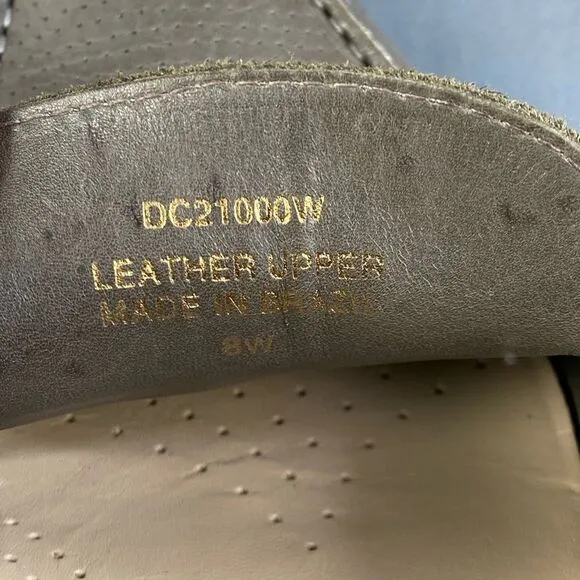 DC21000W
LEATHER UPPER
MADE IN BRAZIL
8W